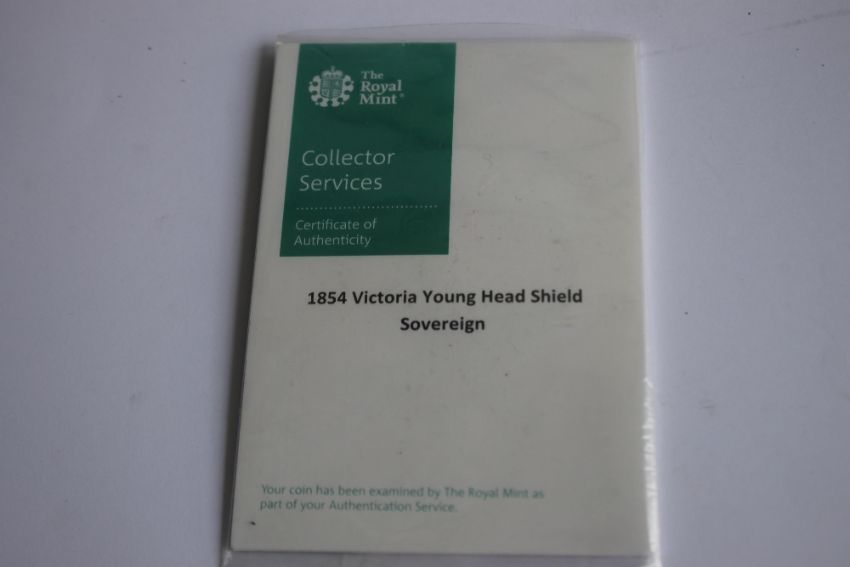 The
Royal
Mint®
Collector
Services
Certificate of
Authenticity
1854 Victoria Young Head Shield
Sovereign
Your coin has been examined by The Royal Mint as
part of your Authentication Service.